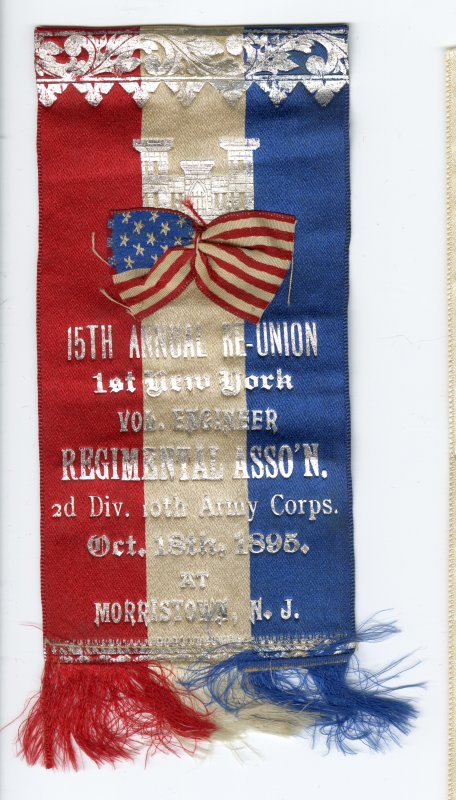 15TH ANNUAL RE-UNION
1st New York
VOL. ENGINEER
REGIMENTAL ASSO'N.
2d Div. 10th Army Corps.
Oct. 18th, 1895.
AT
MORRISTOWN, N. J.